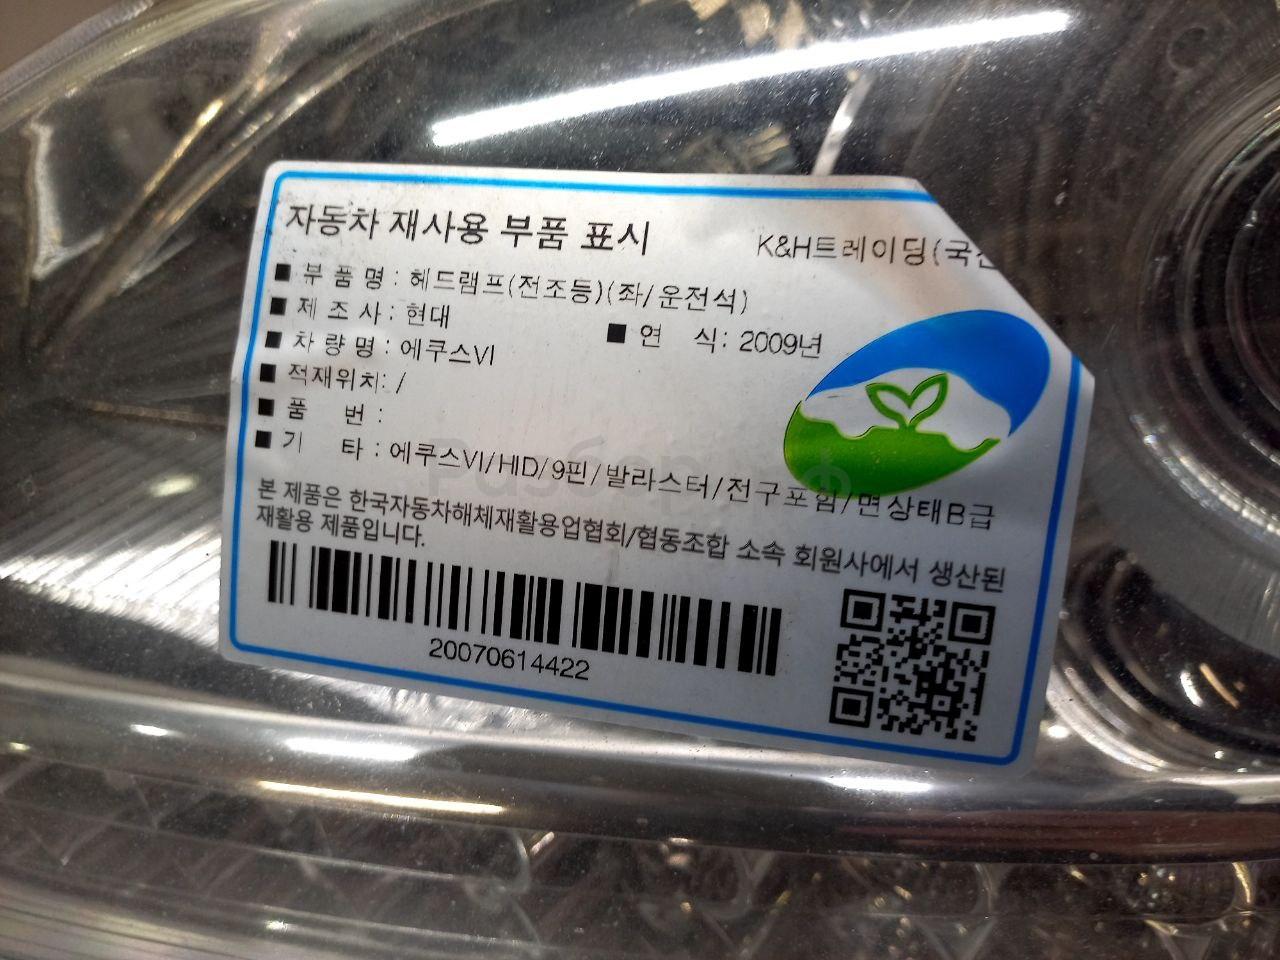 자동차 재사용 부품 표시
K&H트레이딩(국산
■ 부 품 명 : 헤드램프(전조등)(좌/운전석)
■ 제 조 사 : 현대 ■ 연 식: 2009년
■ 차 량 명 : 에쿠스VI
■ 적재위치: /
■ 품 번 :
■ 기 타 : 에쿠스VI/HID/9핀/발라스터/전구포함/면상태B급
본 제품은 한국자동차해체재활용업협회/협동조합 소속 회원사에서 생산된
재활용 제품입니다.
20070614422